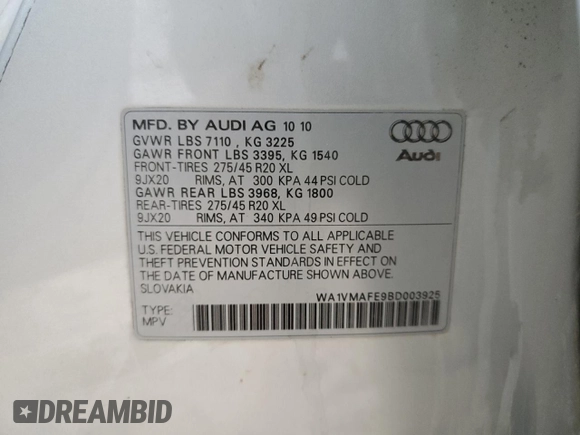 MFD. BY AUDI AG 10 10
GVWR LBS 7110 , KG 3225
GAWR FRONT LBS 3395, KG 1540
FRONT-TIRES 275/45 R20 XL
9JX20 RIMS, AT 300 KPA 44 PSI COLD
GAWR REAR LBS 3968, KG 1800
REAR-TIRES 275/45 R20 XL
9JX20 RIMS, AT 340 KPA 49 PSI COLD
Audi
THIS VEHICLE CONFORMS TO ALL APPLICABLE
U.S. FEDERAL MOTOR VEHICLE SAFETY AND
THEFT PREVENTION STANDARDS IN EFFECT ON
THE DATE OF MANUFACTURE SHOWN ABOVE.
SLOVAKIA
WA1VMAFE9BD003925
TYPE:
MPV
DREAMBID